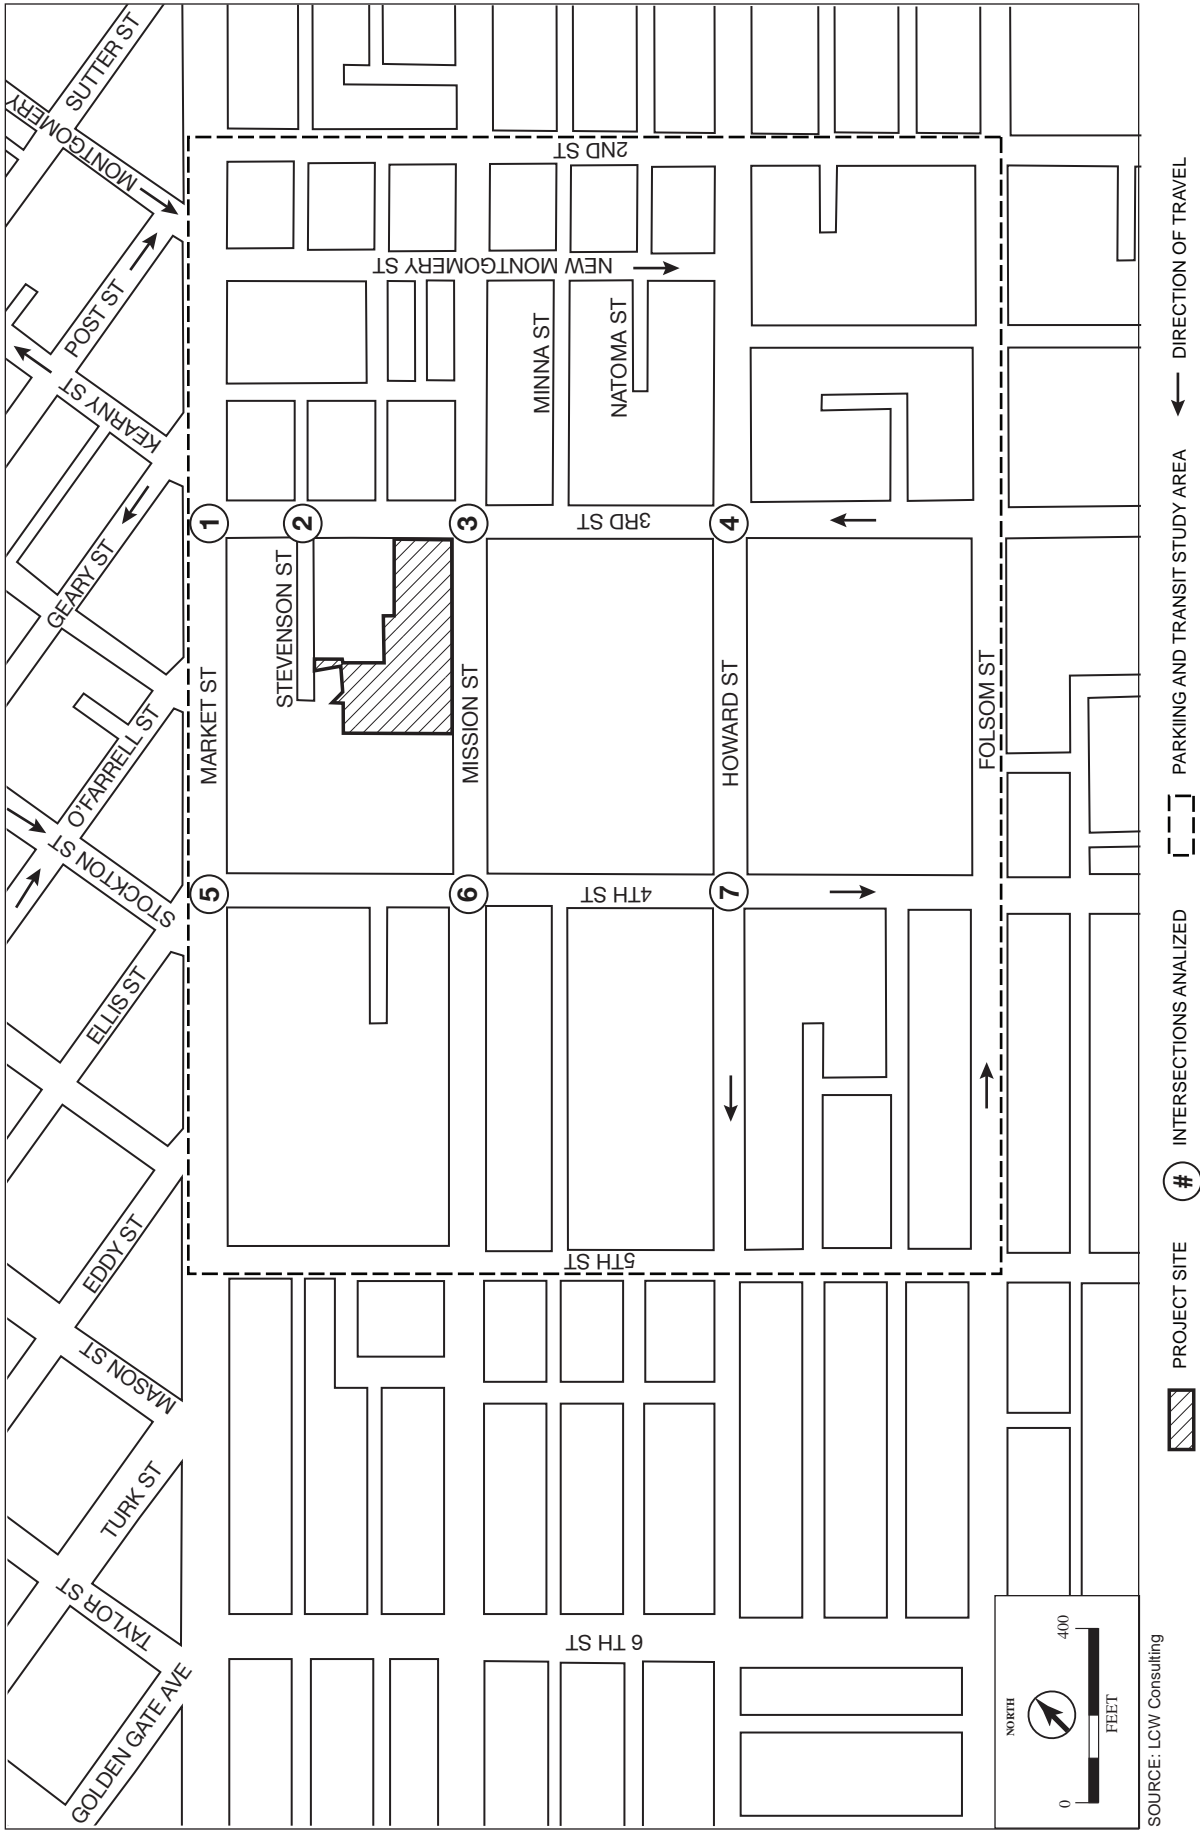 SUTTER ST
MONTGOMERY
POST ST
KEARNY ST
GEARY ST
O'FARRELL ST
STOCKTON ST
ELLIS ST
EDDY ST
MASON ST
TURK ST
TAYLOR ST
GOLDEN GATE AVE
MARKET ST
STEVENSON ST
MISSION ST
MINNA ST
NATOMA ST
HOWARD ST
FOLSOM ST
2ND ST
NEW MONTGOMERY ST
3RD ST
4TH ST
5TH ST
6 TH ST
1
2
3
4
5
6
7
NORTH
0
400
FEET
SOURCE: LCW Consulting
PROJECT SITE
# INTERSECTIONS ANALIZED
PARKIING AND TRANSIT STUDY AREA
DIRECTION OF TRAVEL